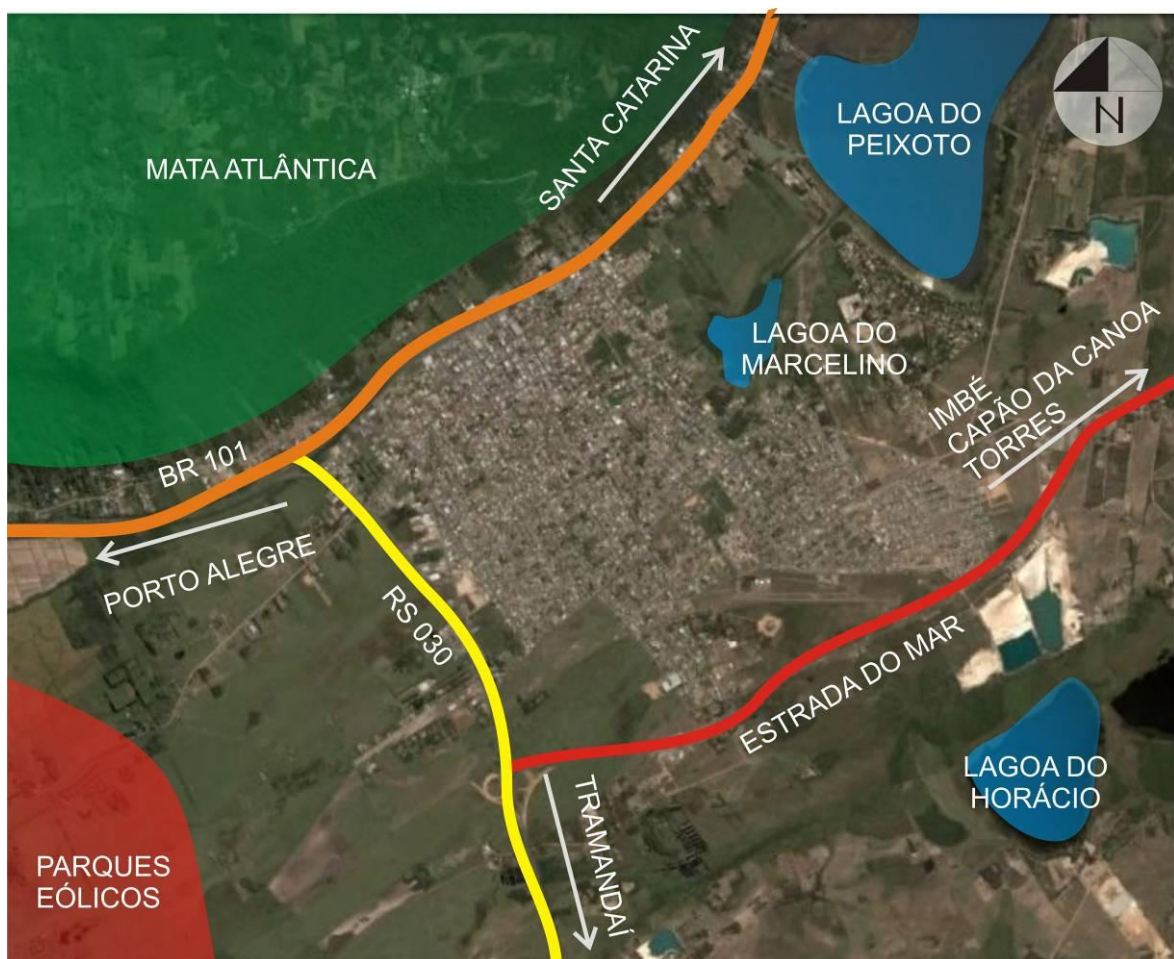 LAGOA DO
PEIXOTO
N
SANTA CATARINA
MATA ATLÂNTICA
LAGOA DO
MARCELINO
IMBÉ
CAPÃO DA CANOA
TORRES
BR 101
PORTO ALEGRE
RS 030
ESTRADA DO MAR
LAGOA DO
HORÁCIO
TRAMANDAÍ
PARQUES
EÓLICOS